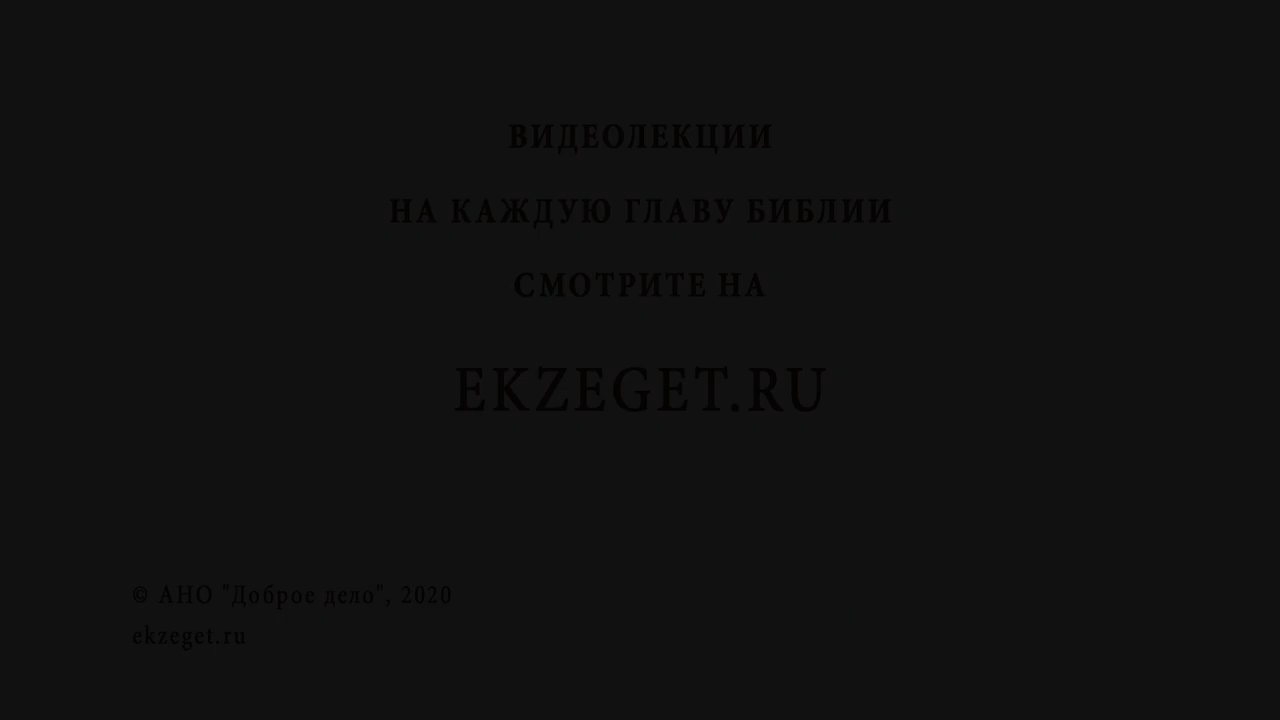 ВИДЕОЛЕКЦИИ
НА КАЖДУЮ ГЛАВУ БИБЛИИ
СМОТРИТЕ НА
EKZEGET.RU
© АНО "Доброе дело", 2020
ekzeget.ru